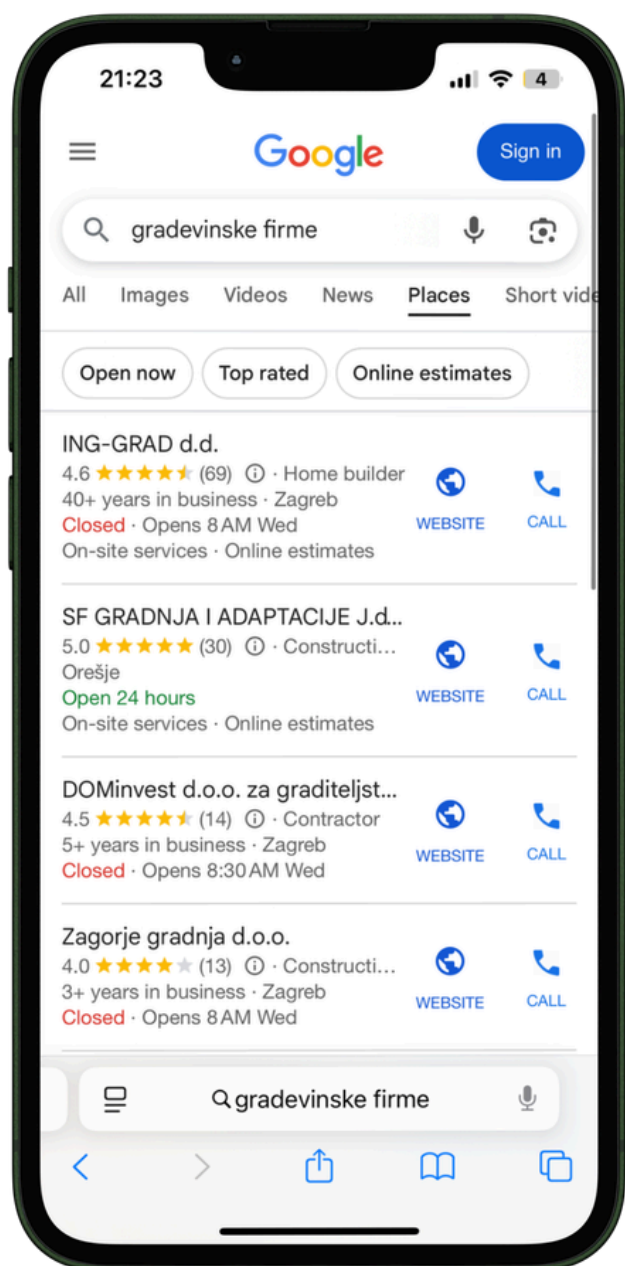 21:23
4
Google
Sign in
gradevinske firme
All Images Videos News Places Short vide
Open now Top rated Online estimates
ING-GRAD d.d.
4.6 (69) · Home builder
40+ years in business · Zagreb
Closed · Opens 8 AM Wed
On-site services · Online estimates
WEBSITE CALL
SF GRADNJA I ADAPTACIJE J.d...
5.0 (30) · Constructi...
Orešje
Open 24 hours
On-site services · Online estimates
WEBSITE CALL
DOMinvest d.o.o. za graditeljst...
4.5 (14) · Contractor
5+ years in business · Zagreb
Closed · Opens 8:30 AM Wed
WEBSITE CALL
Zagorje gradnja d.o.o.
4.0 (13) · Constructi...
3+ years in business · Zagreb
Closed · Opens 8 AM Wed
WEBSITE CALL
gradevinske firme